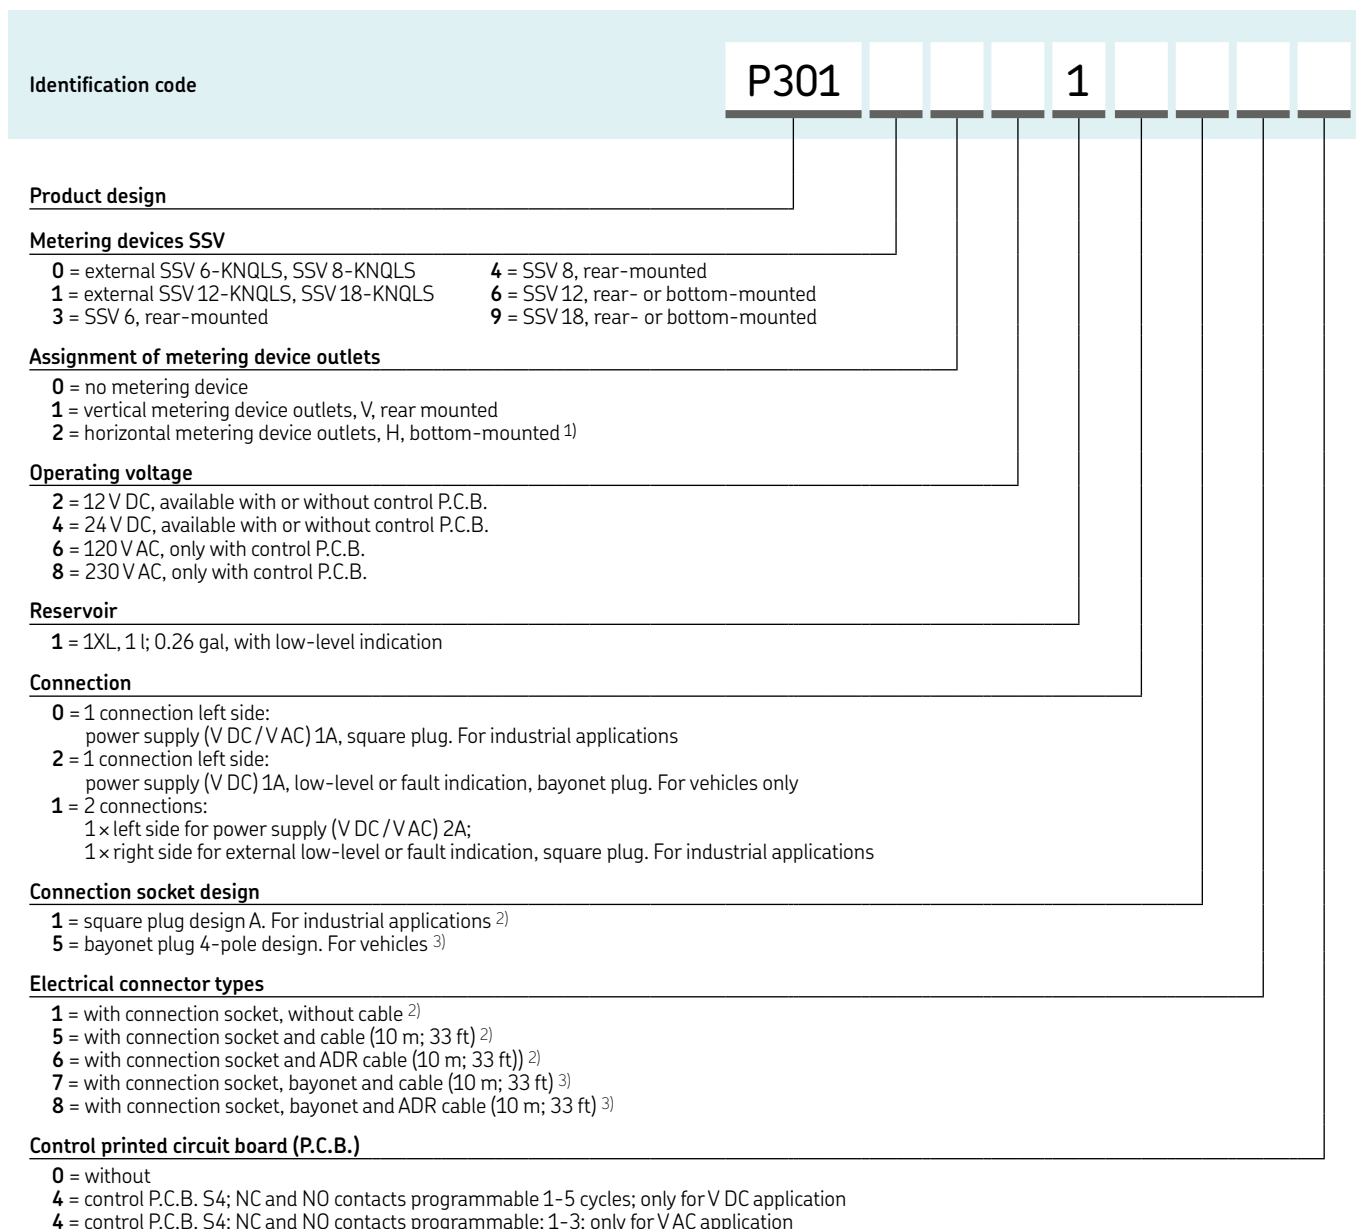 Identification code
P301 1
Product design
Metering devices SSV
0 = external SSV 6-KNQLS, SSV 8-KNQLS
1 = external SSV 12-KNQLS, SSV 18-KNQLS
3 = SSV 6, rear-mounted
4 = SSV 8, rear-mounted
6 = SSV 12, rear- or bottom-mounted
9 = SSV 18, rear- or bottom-mounted
Assignment of metering device outlets
0 = no metering device
1 = vertical metering device outlets, V, rear mounted
2 = horizontal metering device outlets, H, bottom-mounted 1)
Operating voltage
2 = 12 V DC, available with or without control P.C.B.
4 = 24 V DC, available with or without control P.C.B.
6 = 120 V AC, only with control P.C.B.
8 = 230 V AC, only with control P.C.B.
Reservoir
1 = 1XL, 1 l; 0.26 gal, with low-level indication
Connection
0 = 1 connection left side:
power supply (V DC / V AC) 1A, square plug. For industrial applications
2 = 1 connection left side:
power supply (V DC) 1A, low-level or fault indication, bayonet plug. For vehicles only
1 = 2 connections:
1 × left side for power supply (V DC / V AC) 2A;
1 × right side for external low-level or fault indication, square plug. For industrial applications
Connection socket design
1 = square plug design A. For industrial applications 2)
5 = bayonet plug 4-pole design. For vehicles 3)
Electrical connector types
1 = with connection socket, without cable 2)
5 = with connection socket and cable (10 m; 33 ft) 2)
6 = with connection socket and ADR cable (10 m; 33 ft)) 2)
7 = with connection socket, bayonet and cable (10 m; 33 ft) 3)
8 = with connection socket, bayonet and ADR cable (10 m; 33 ft) 3)
Control printed circuit board (P.C.B.)
0 = without
4 = control P.C.B. S4; NC and NO contacts programmable 1-5 cycles; only for V DC application
4 = control P.C.B. S4; NC and NO contacts programmable; 1-3; only for V AC application